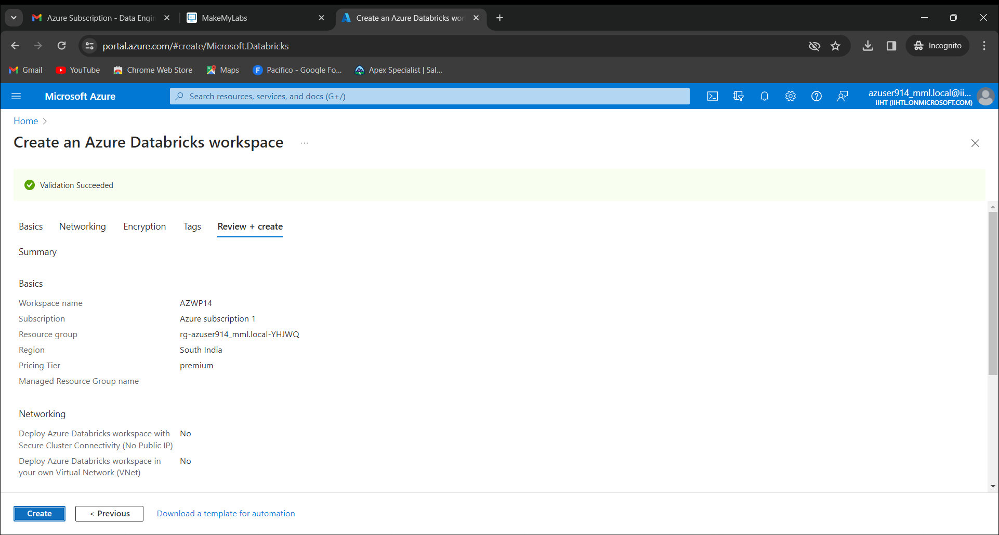 Azure Subscription - Data Engin
MakeMyLabs
Create an Azure Databricks wor
portal.azure.com/#create/Microsoft.Databricks
Incognito
Gmail
YouTube
Chrome Web Store
Maps
Pacifico - Google Fo...
Apex Specialist | Sal...
Microsoft Azure
Search resources, services, and docs (G+/)
azuser914_mml.local@ii...
IIHT (IIHTL.ONMICROSOFT.COM)
Home
Create an Azure Databricks workspace ...
Validation Succeeded
Basics Networking Encryption Tags Review + create
Summary
Basics
Workspace name AZWP14
Subscription Azure subscription 1
Resource group rg-azuser914_mml.local-YHJWQ
Region South India
Pricing Tier premium
Managed Resource Group name
Networking
Deploy Azure Databricks workspace with No
Secure Cluster Connectivity (No Public IP)
Deploy Azure Databricks workspace in No
your own Virtual Network (VNet)
Create < Previous Download a template for automation